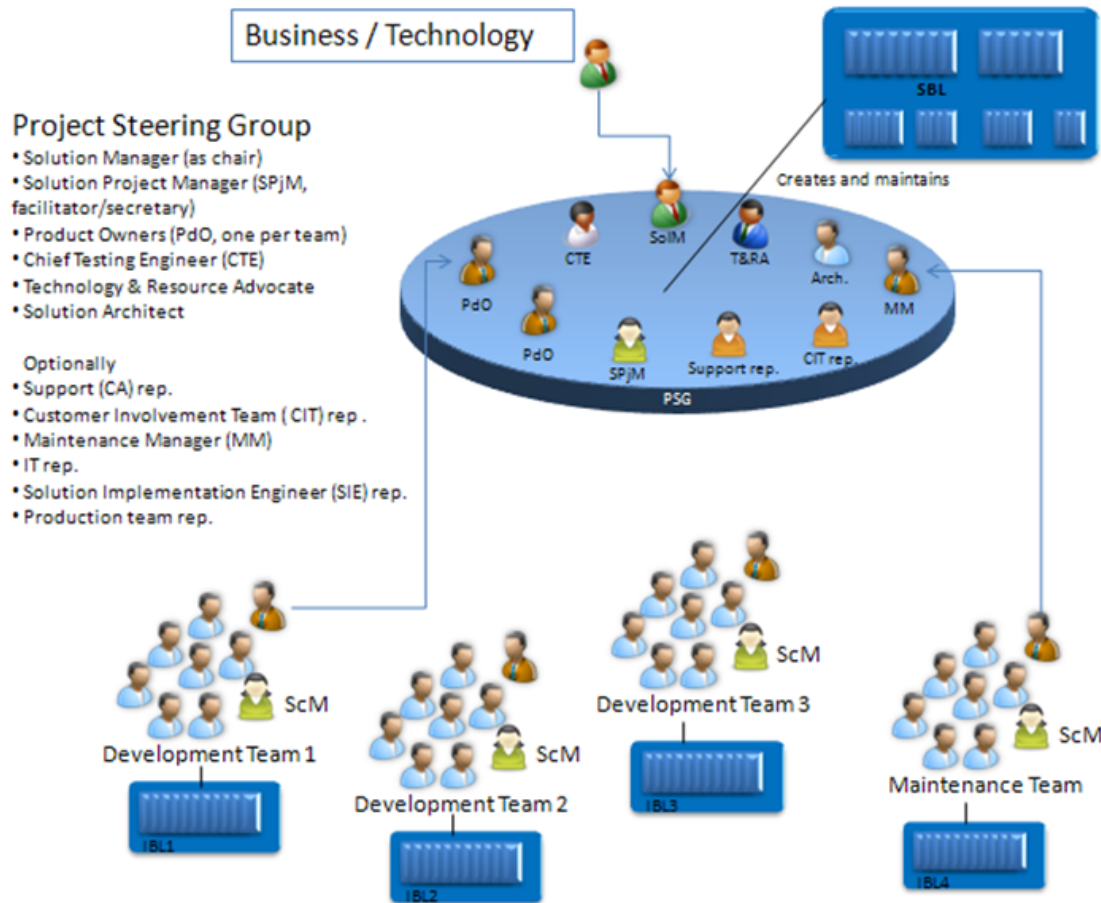 Business / Technology
SBL
Creates and maintains
Project Steering Group
• Solution Manager (as chair)
• Solution Project Manager (SPjM,
facilitator/secretary)
• Product Owners (PdO, one per team)
• Chief Testing Engineer (CTE)
• Technology & Resource Advocate
• Solution Architect
Optionally
• Support (CA) rep.
• Customer Involvement Team ( CIT) rep .
• Maintenance Manager (MM)
• IT rep.
• Solution Implementation Engineer (SIE) rep.
• Production team rep.
SolM
CTE
T&RA
Arch.
PdO
MM
PdO
SPjM
Support rep.
CIT rep.
PSG
ScM
Development Team 1
IBL1
ScM
Development Team 2
IBL2
ScM
Development Team 3
IBL3
ScM
Maintenance Team
IBL4